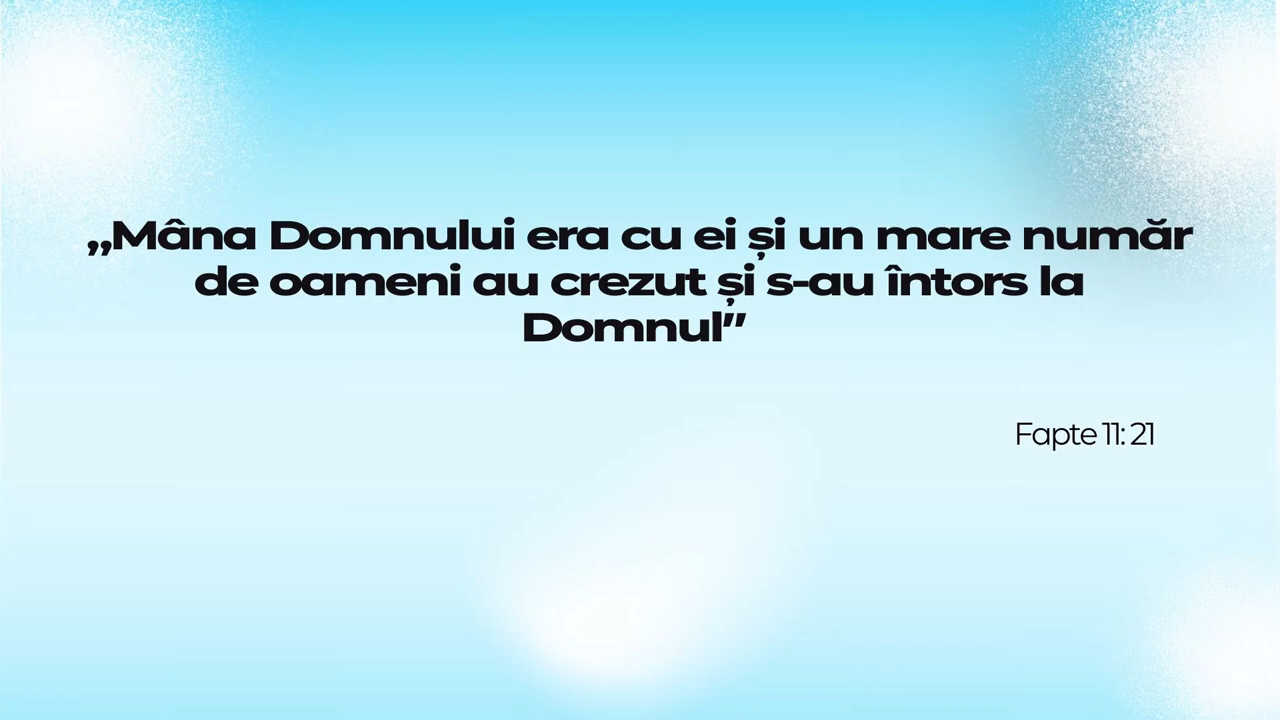 „Mâna Domnului era cu ei și un mare număr
de oameni au crezut și s-au întors la
Domnul”
Fapte 11: 21